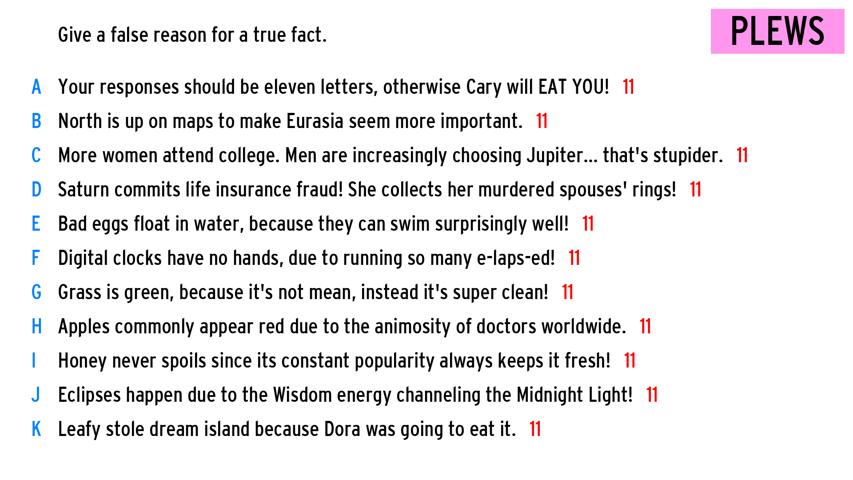 Give a false reason for a true fact.
PLEWS
A Your responses should be eleven letters, otherwise Cary will EAT YOU! 11
B North is up on maps to make Eurasia seem more important. 11
C More women attend college. Men are increasingly choosing Jupiter... that's stupider. 11
D Saturn commits life insurance fraud! She collects her murdered spouses' rings! 11
E Bad eggs float in water, because they can swim surprisingly well! 11
F Digital clocks have no hands, due to running so many e-laps-ed! 11
G Grass is green, because it's not mean, instead it's super clean! 11
H Apples commonly appear red due to the animosity of doctors worldwide. 11
I Honey never spoils since its constant popularity always keeps it fresh! 11
J Eclipses happen due to the Wisdom energy channeling the Midnight Light! 11
K Leafy stole dream island because Dora was going to eat it. 11